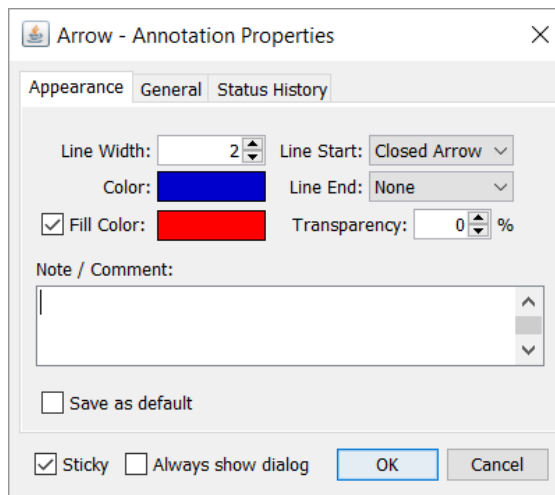 Arrow - Annotation Properties
Appearance General Status History
Line Width: 2 Line Start: Closed Arrow
Color: Line End: None
Fill Color: Transparency: 0 %
Note / Comment:
Save as default
Sticky Always show dialog OK Cancel